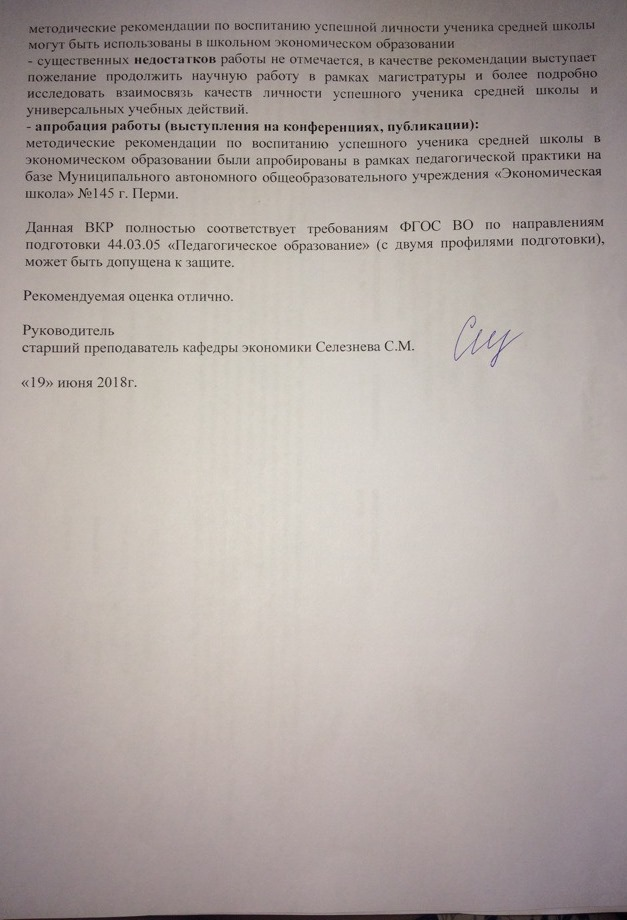 методические рекомендации по воспитанию успешной личности ученика средней школы
могут быть использованы в школьном экономическом образовании
- существенных недостатков работы не отмечается, в качестве рекомендации выступает
пожелание продолжить научную работу в рамках магистратуры и более подробно
исследовать взаимосвязь качеств личности успешного ученика средней школы и
универсальных учебных действий.
- апробация работы (выступления на конференциях, публикации):
методические рекомендации по воспитанию успешного ученика средней школы в
экономическом образовании были апробированы в рамках педагогической практики на
базе Муниципального автономного общеобразовательного учреждения «Экономическая
школа» №145 г. Перми.
Данная ВКР полностью соответствует требованиям ФГОС ВО по направлениям
подготовки 44.03.05 «Педагогическое образование» (с двумя профилями подготовки),
может быть допущена к защите.
Рекомендуемая оценка отлично.
Руководитель
старший преподаватель кафедры экономики Селезнева С.М.
«19» июня 2018г.